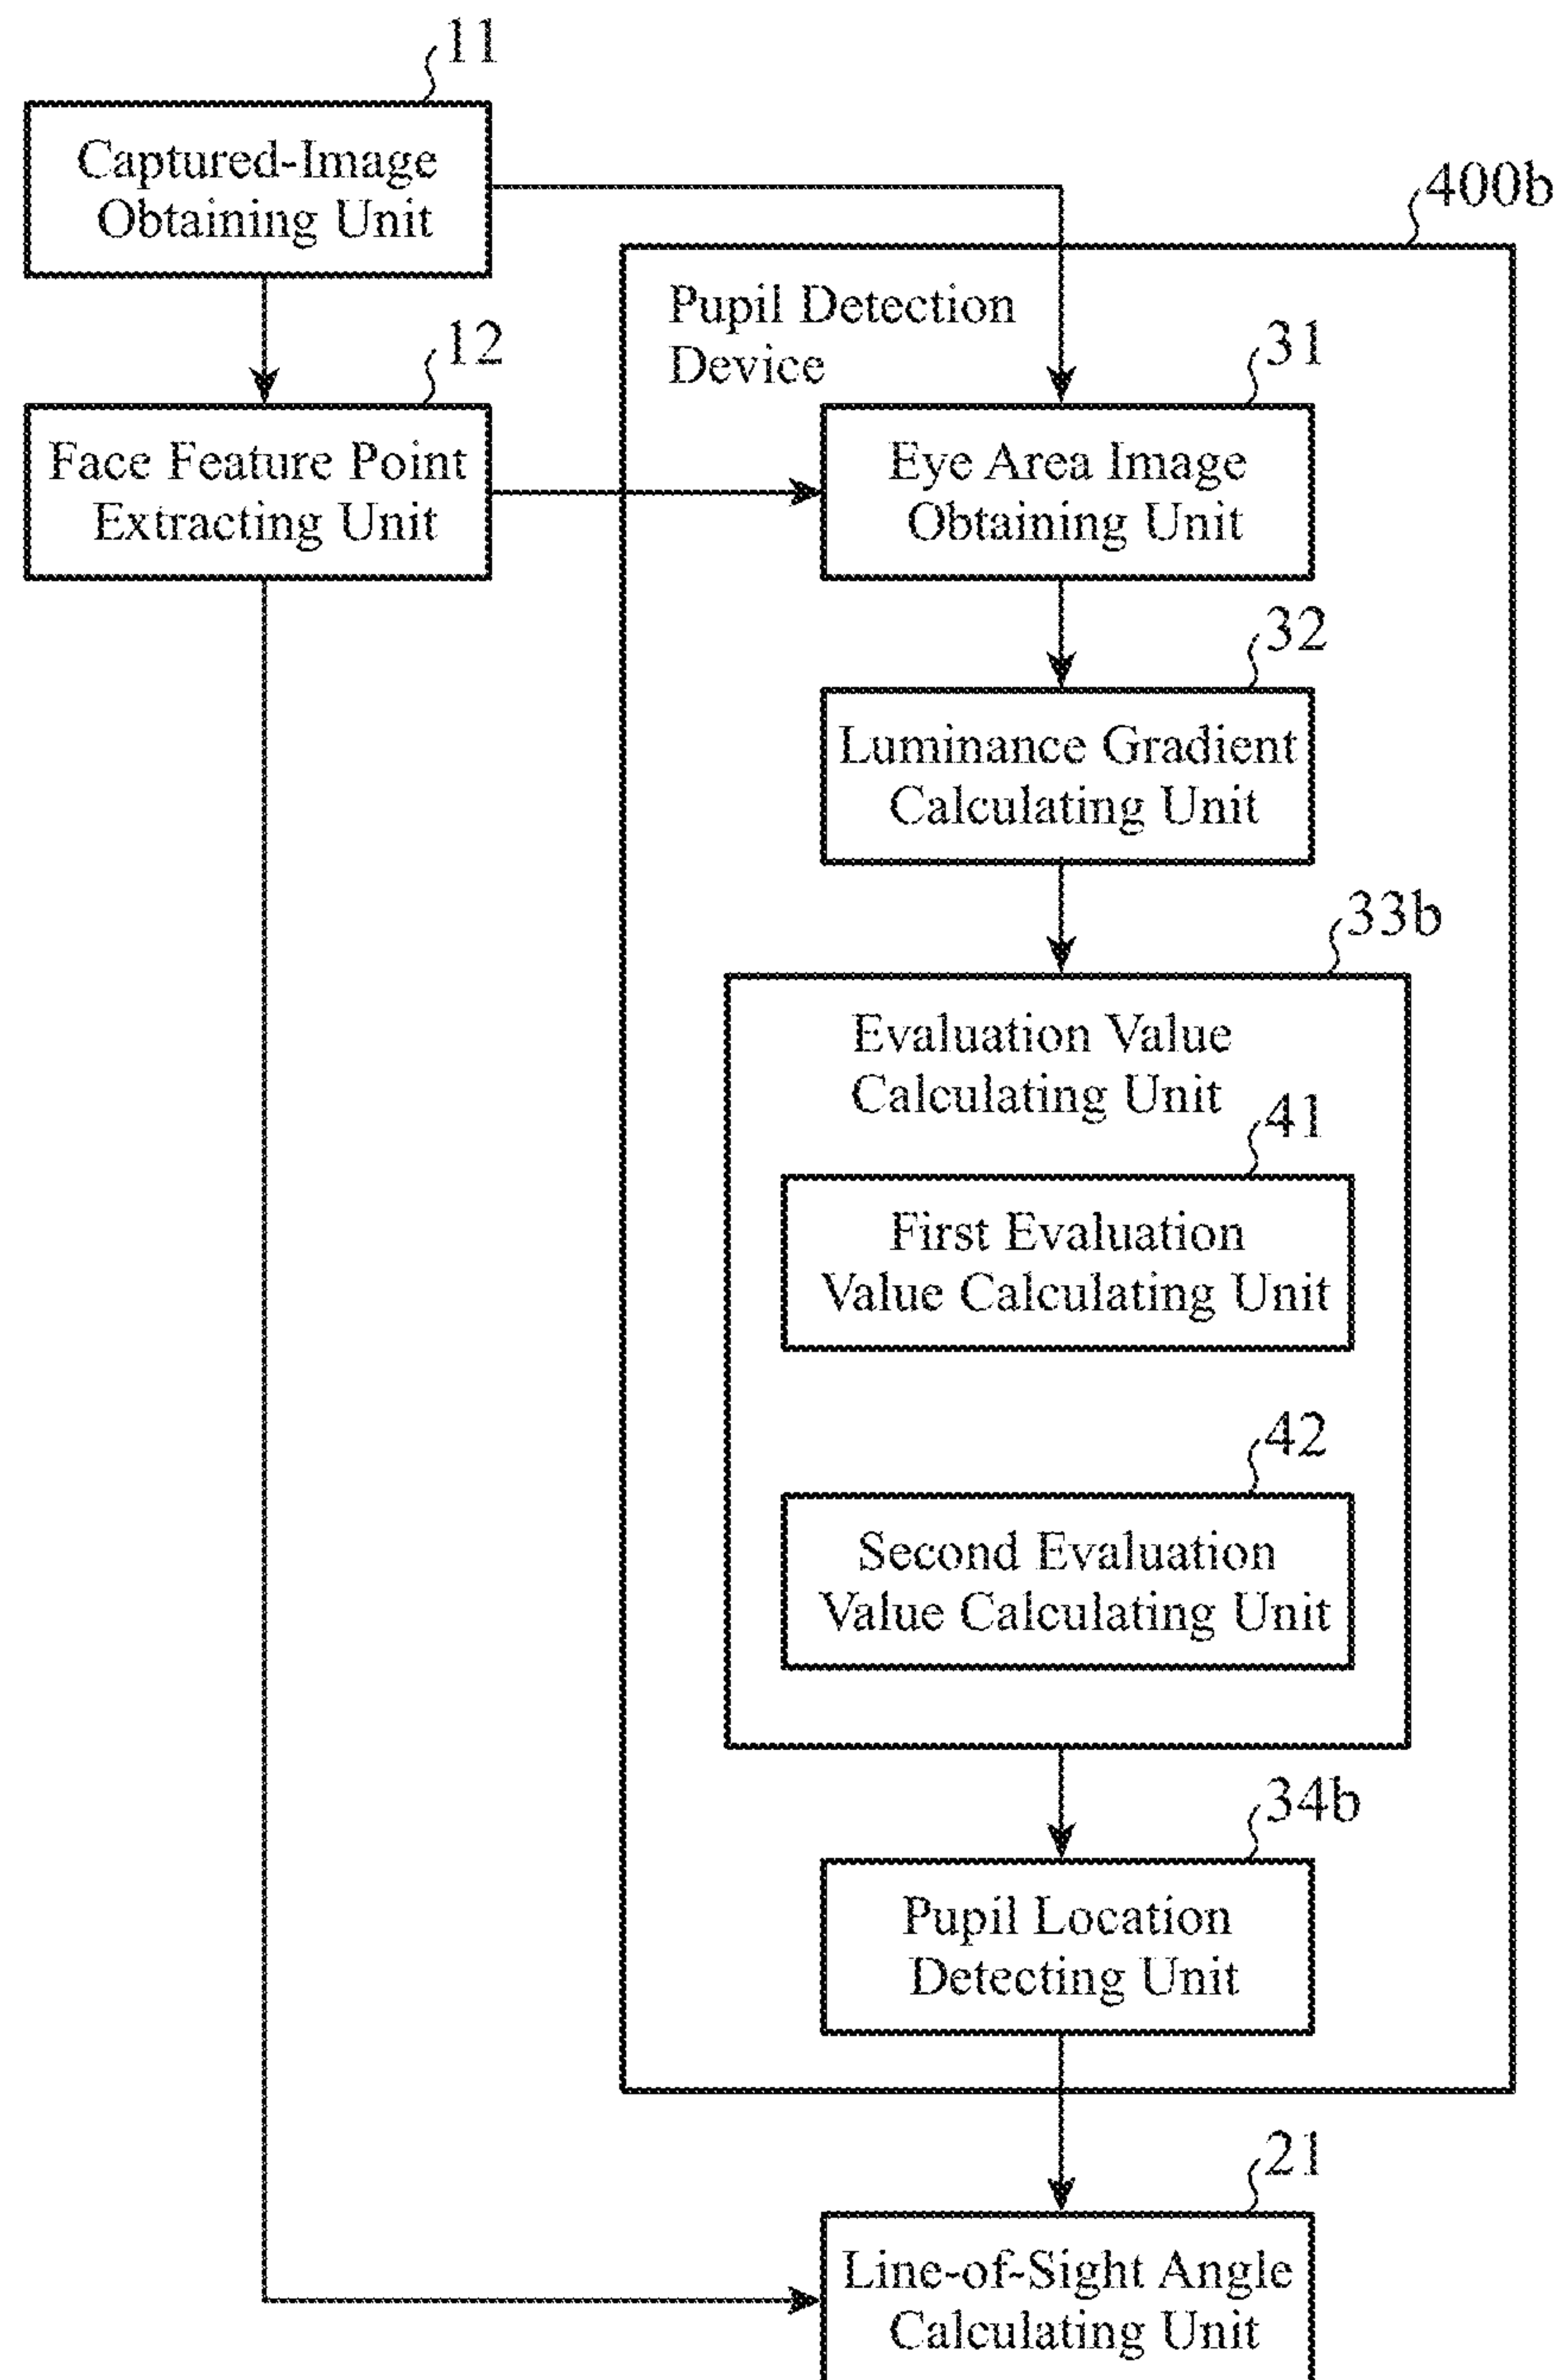 11
Captured-Image
Obtaining Unit
400b
Pupil Detection
Device
12
31
Face Feature Point
Extracting Unit
Eye Area Image
Obtaining Unit
32
Luminance Gradient
Calculating Unit
33b
Evaluation Value
Calculating Unit
41
First Evaluation
Value Calculating Unit
42
Second Evaluation
Value Calculating Unit
34b
Pupil Location
Detecting Unit
21
Line-of-Sight Angle
Calculating Unit